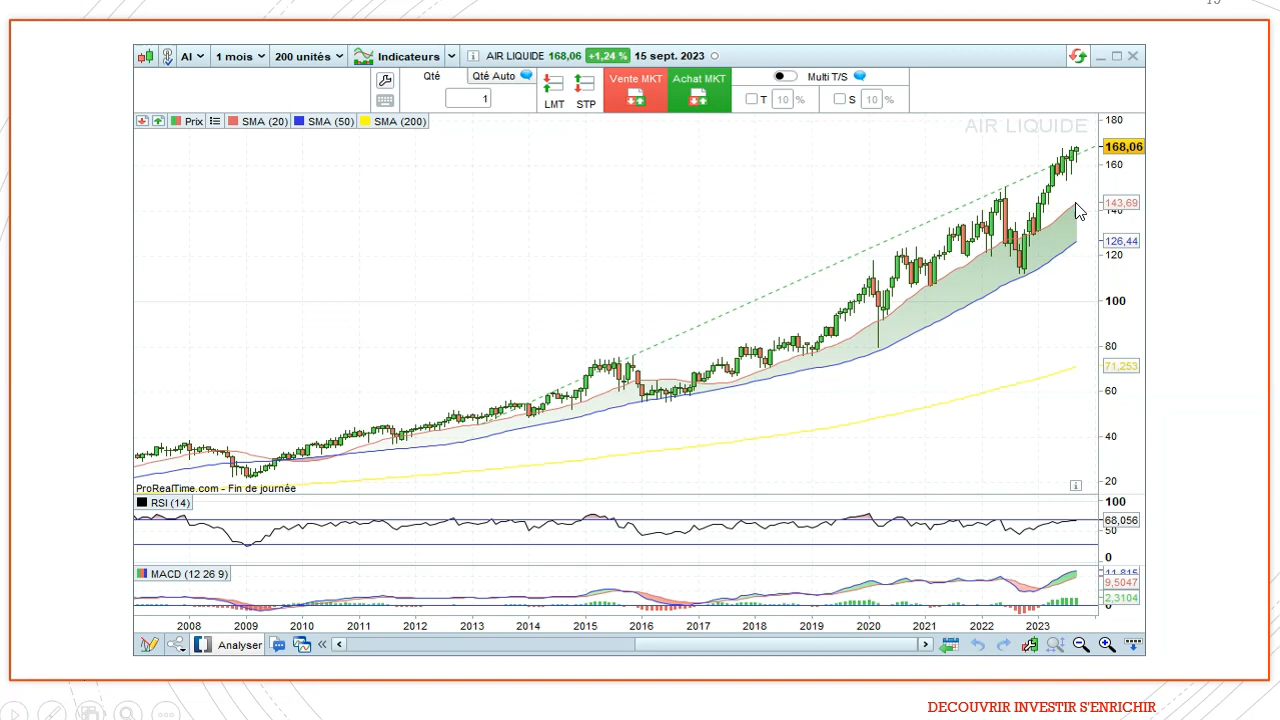 AI 1 mois 200 unités Indicateurs AIR LIQUIDE 168,06 +1,24 % 15 sept. 2023
Qté Qté Auto Vente MKT Achat MKT Multi T/S
1 LMT STP T 10 % S 10 %
Prix SMA (20) SMA (50) SMA (200)
AIR LIQUIDE
180
168,06
160
143,69
140
126,44
120
100
80
71,253
60
40
20
ProRealTime.com - Fin de journée
RSI (14)
100
68,056
50
0
MACD (12 26 9)
11,815
9,5047
2,3104
0
2008 2009 2010 2011 2012 2013 2014 2015 2016 2017 2018 2019 2020 2021 2022 2023
Analyser
DECOUVRIR INVESTIR S'ENRICHIR